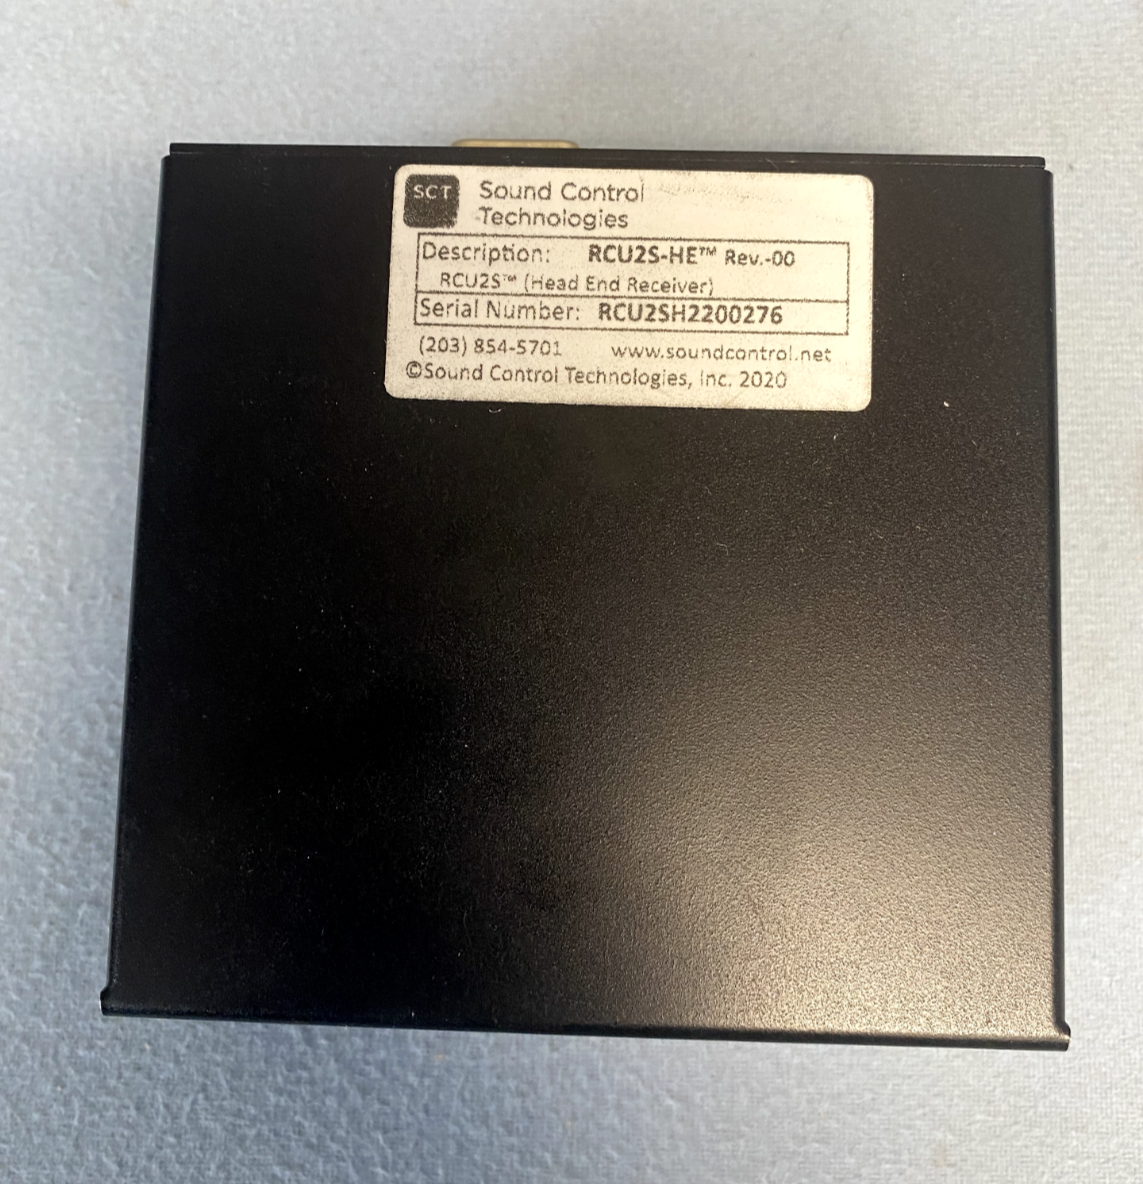 SCT
Sound Control
Technologies
Description: RCU2S-HE™ Rev.-00
RCU2S™ (Head End Receiver)
Serial Number: RCU2SH2200276
(203) 854-5701 www.soundcontrol.net
©Sound Control Technologies, Inc. 2020